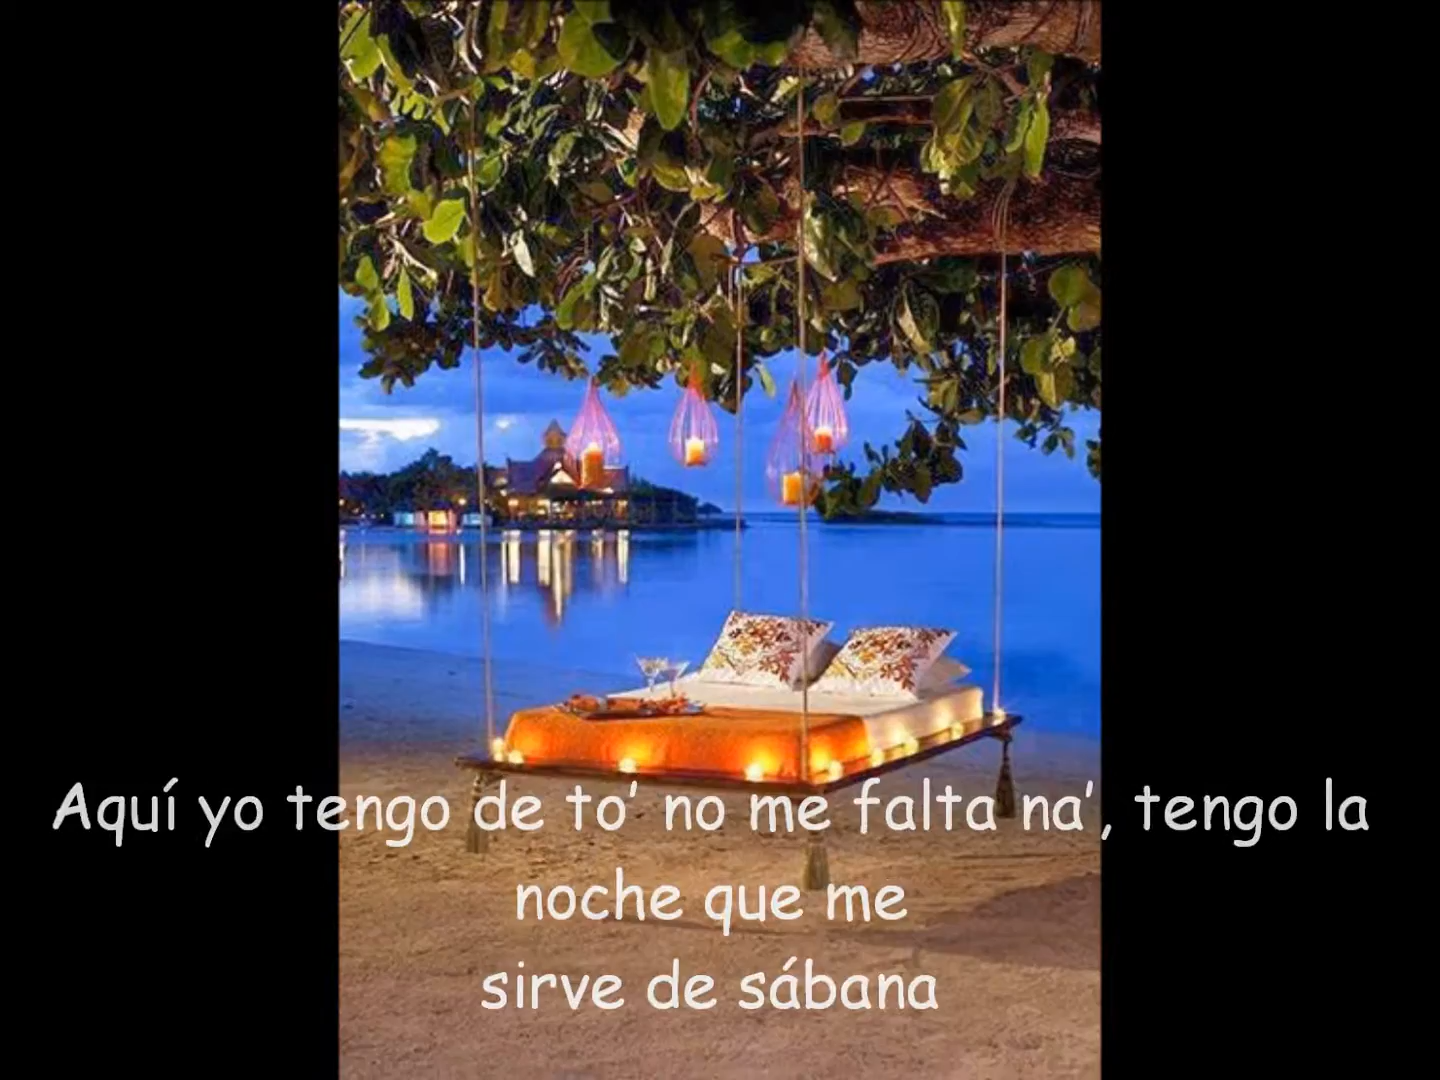 Aquí yo tengo de to’ no me falta na’, tengo la
noche que me
sirve de sábana